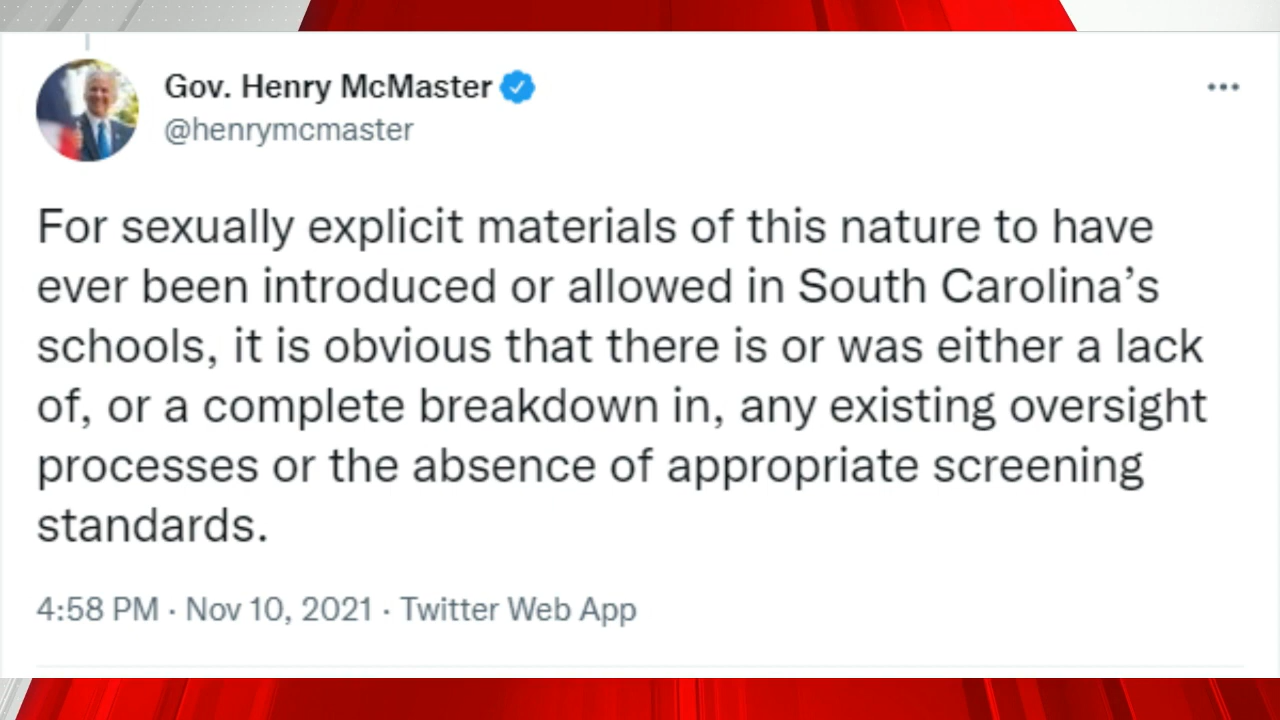 Gov. Henry McMaster
@henrymcmaster
For sexually explicit materials of this nature to have
ever been introduced or allowed in South Carolina’s
schools, it is obvious that there is or was either a lack
of, or a complete breakdown in, any existing oversight
processes or the absence of appropriate screening
standards.
4:58 PM · Nov 10, 2021 · Twitter Web App